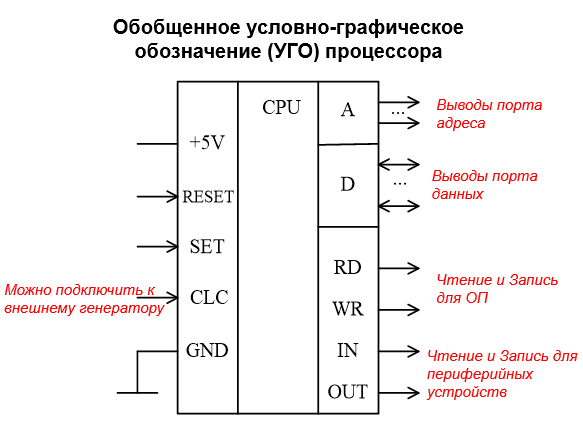 Обобщенное условно-графическое
обозначение (УГО) процессора
CPU
A
...
Выводы порта
адреса
+5V
RESET
D
...
Выводы порта
данных
SET
Можно подключить к
внешнему генератору
CLC
RD
WR
Чтение и Запись
для ОП
GND
IN
OUT
Чтение и Запись для
периферийных
устройств